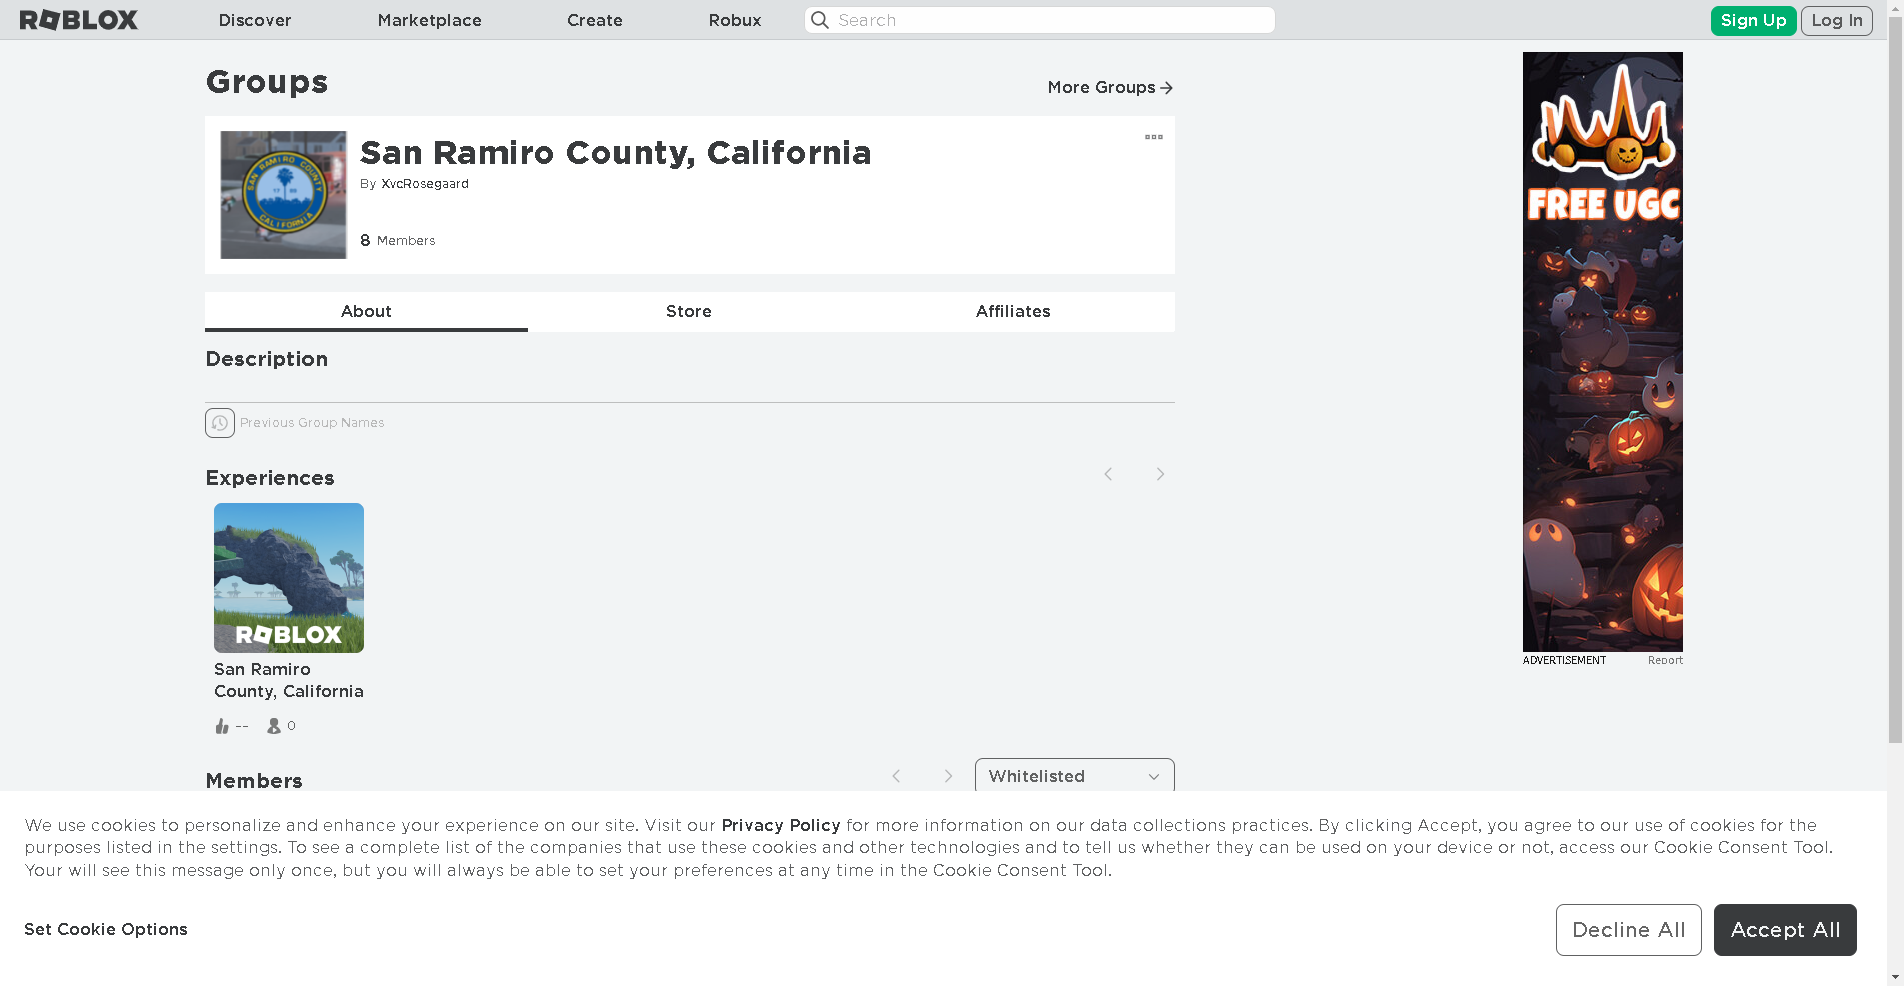 ROBLOX
Discover
Marketplace
Create
Robux
Search
Sign Up
Log In
Groups
More Groups
San Ramiro County, California
By XvcRosegaard
8 Members
SAN RAMIRO COUNTY
CALIFORNIA
About
Store
Affiliates
Description
Previous Group Names
Experiences
ROBLOX
San Ramiro
County, California
--
0
Members
Whitelisted
FREE UGC
ADVERTISEMENT
Report
We use cookies to personalize and enhance your experience on our site. Visit our Privacy Policy for more information on our data collections practices. By clicking Accept, you agree to our use of cookies for the
purposes listed in the settings. To see a complete list of the companies that use these cookies and other technologies and to tell us whether they can be used on your device or not, access our Cookie Consent Tool.
Your will see this message only once, but you will always be able to set your preferences at any time in the Cookie Consent Tool.
Set Cookie Options
Decline All
Accept All